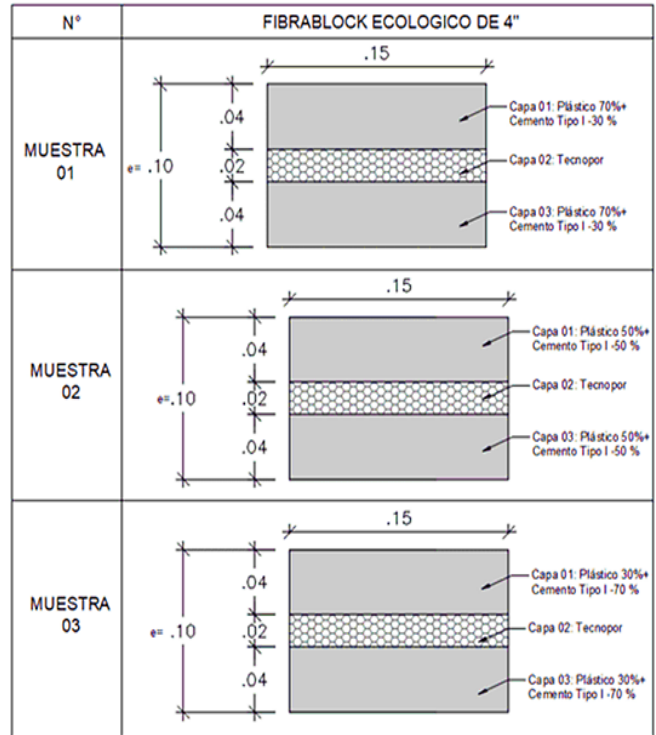 N° FIBRABLOCK ECOLOGICO DE 4"
MUESTRA
01
.15
.04
e= .10
.02
.04
Capa 01: Plástico 70%+
Cemento Tipo I -30 %
Capa 02: Tecnopor
Capa 03: Plástico 70%+
Cemento Tipo I -30 %
MUESTRA
02
.15
.04
e=.10
.02
.04
Capa 01: Plástico 50%+
Cemento Tipo I -50 %
Capa 02: Tecnopor
Capa 03: Plástico 50%+
Cemento Tipo I -50 %
MUESTRA
03
.15
.04
e= .10
.02
.04
Capa 01: Plástico 30%+
Cemento Tipo I -70 %
Capa 02: Tecnopor
Capa 03: Plástico 30%+
Cemento Tipo I -70 %